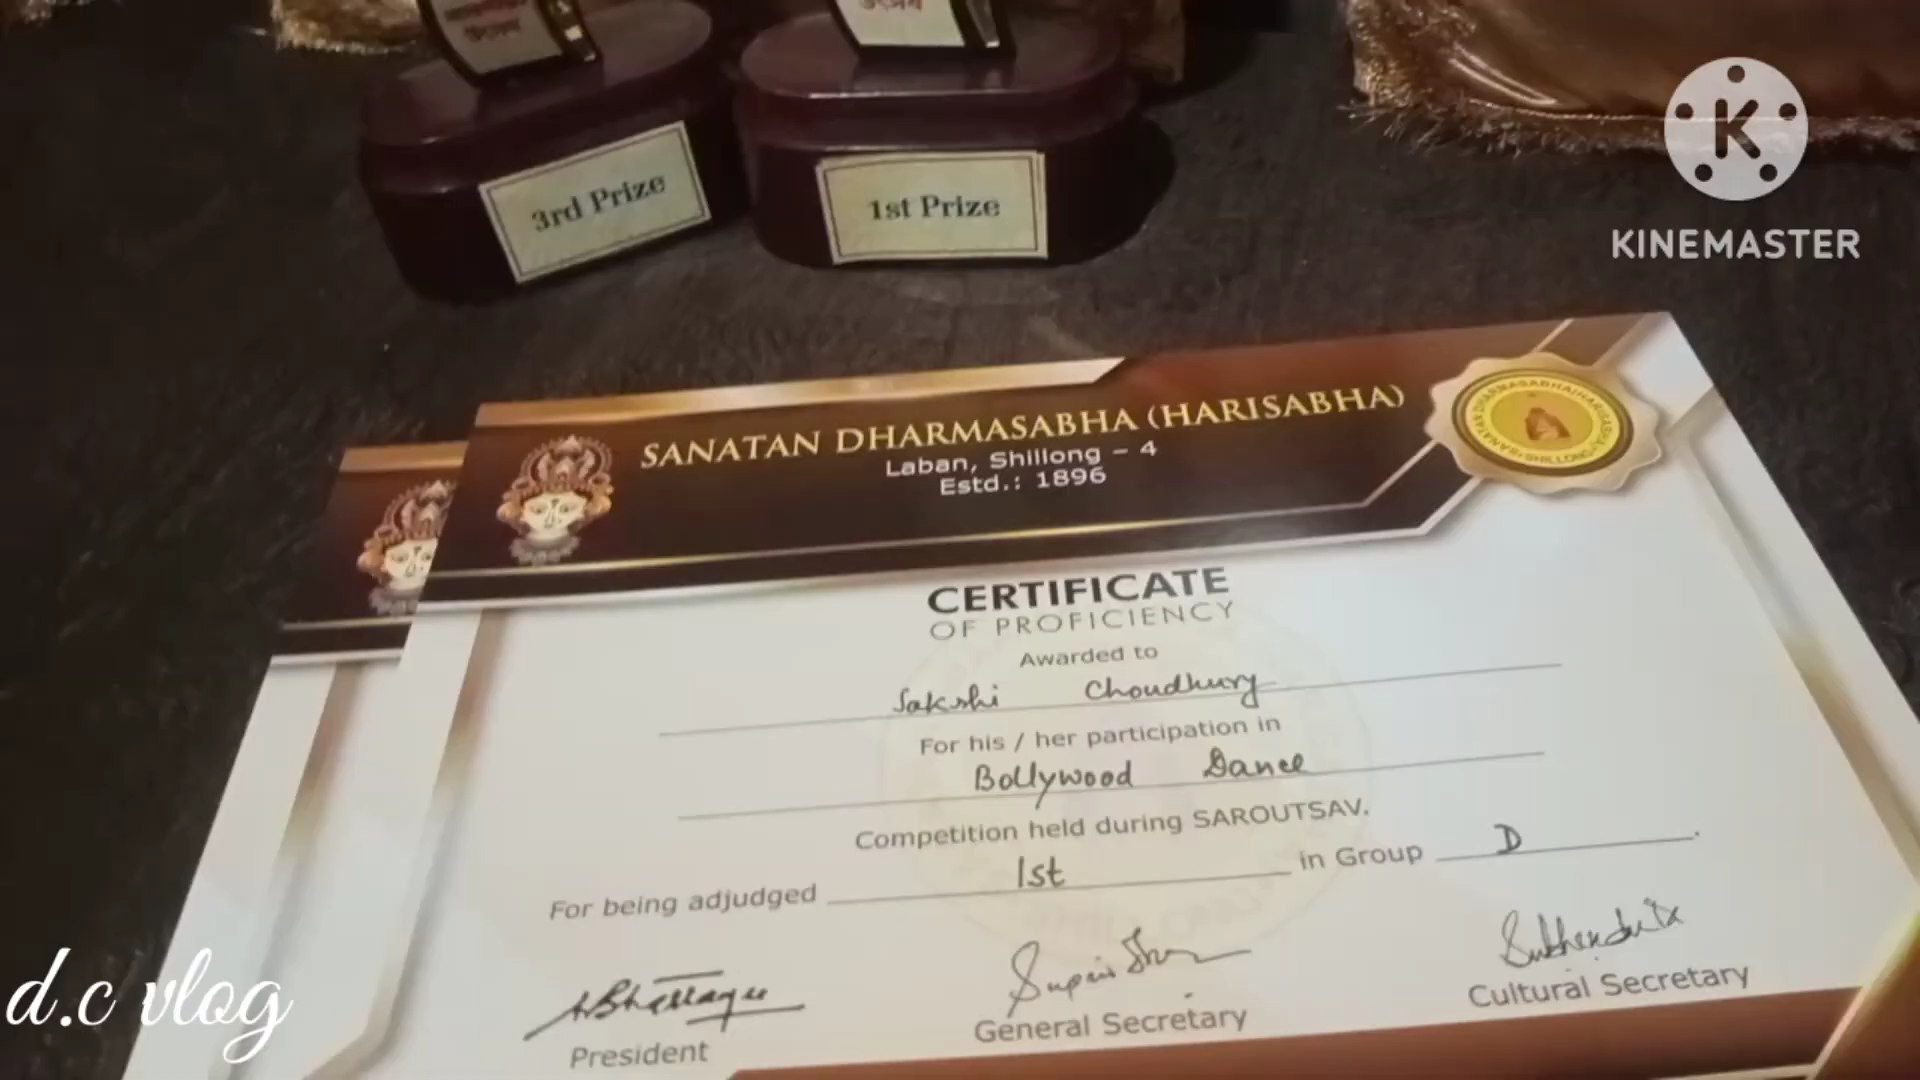 উৎসব
3rd Prize
1st Prize
K
KINEMASTER
SANATAN DHARMASABHA (HARISABHA)
Laban, Shillong – 4
Estd.: 1896
CERTIFICATE
OF PROFICIENCY
Awarded to
Sakshi Choudhury
For his / her participation in
Bollywood Dance
Competition held during SAROUTSAV.
For being adjudged 1st in Group D.
President
General Secretary
Cultural Secretary
d.c vlog